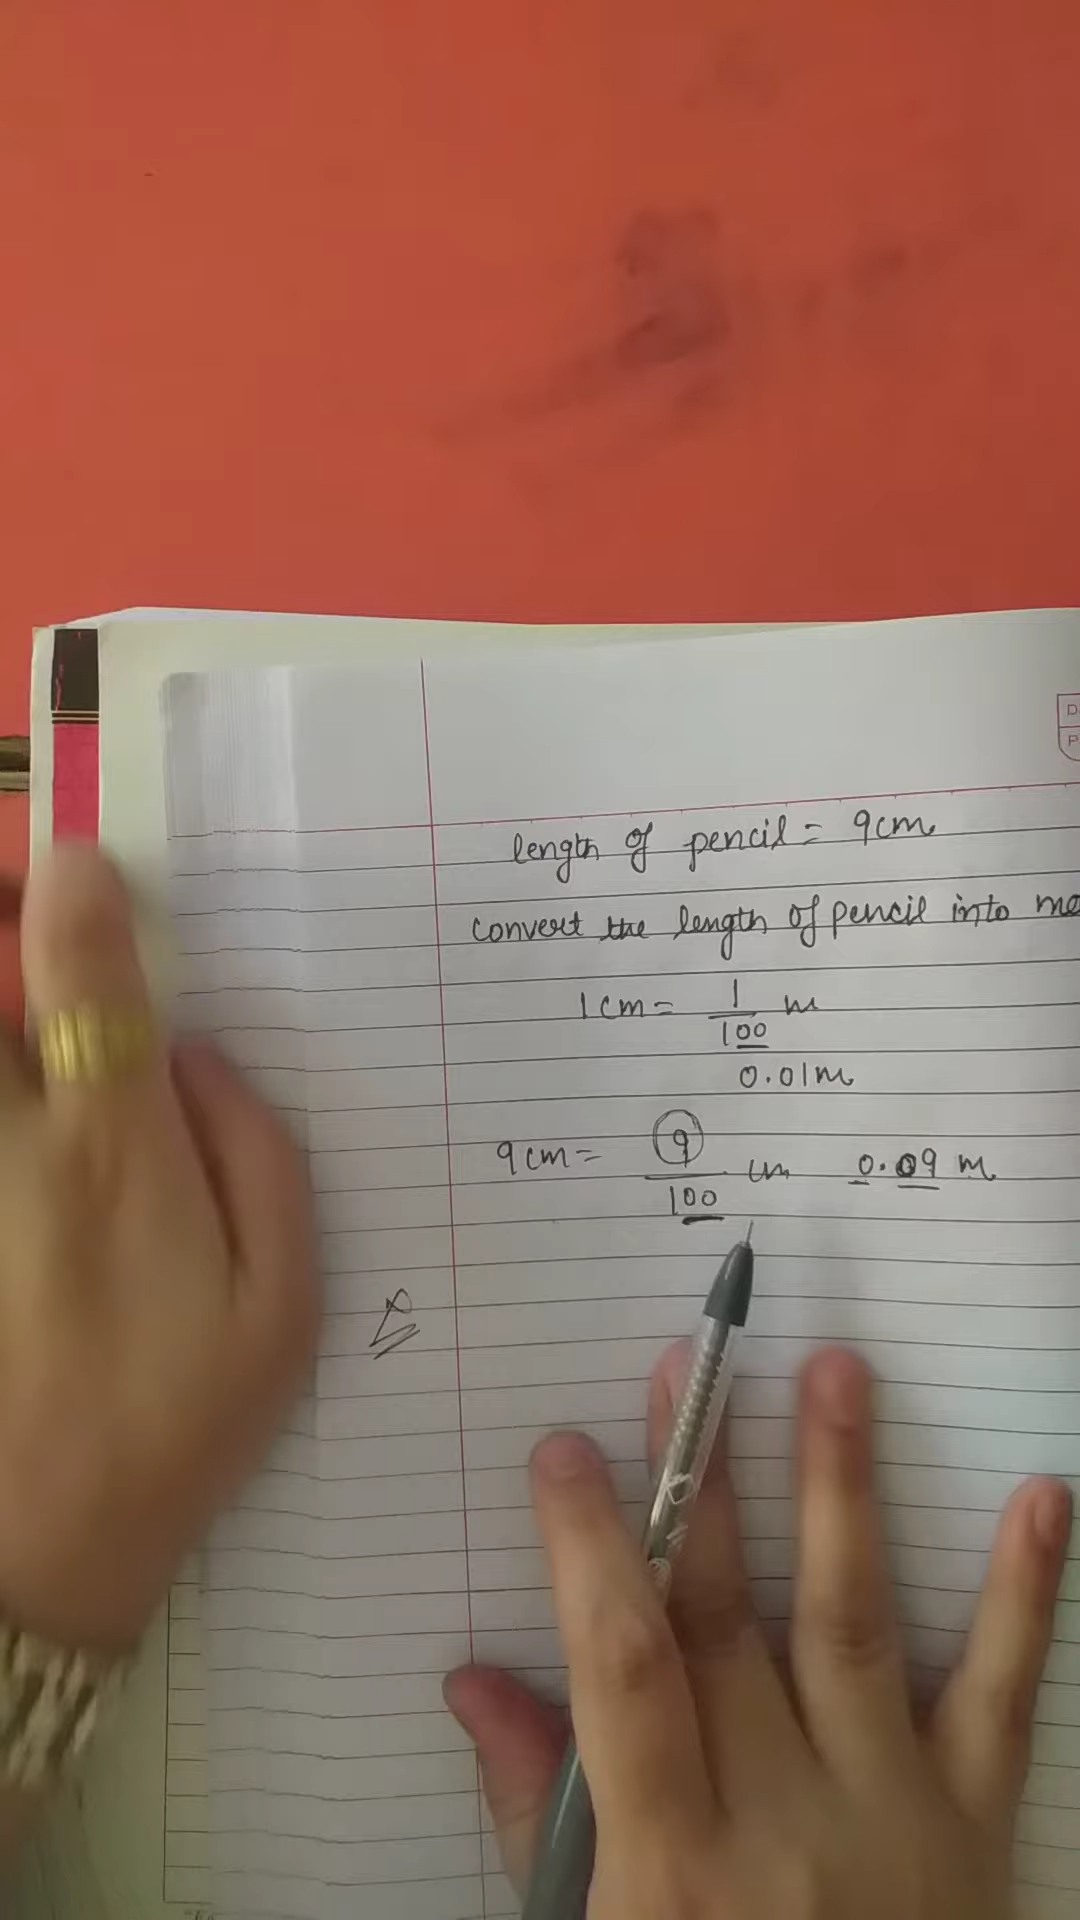 D
P
length of pencil = 9cm
convert the length of pencil into me
1cm = 1/100 m
0.01m
9cm = 9/100 cm 0.09 m